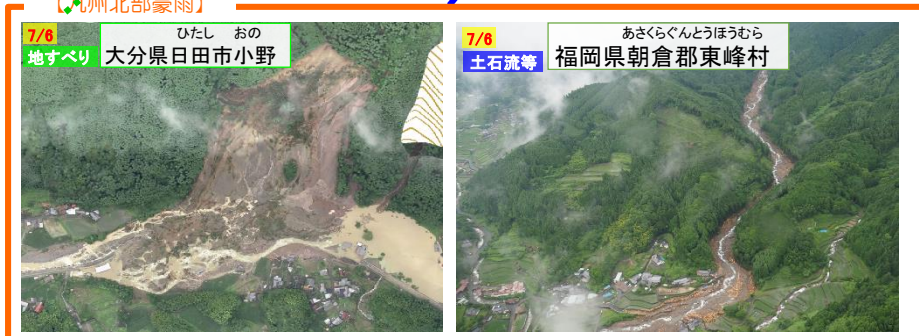 【九州北部豪雨】
7/6
地すべり
ひたし おの
大分県日田市小野
7/6
土石流等
あさくらぐんとうほうむら
福岡県朝倉郡東峰村